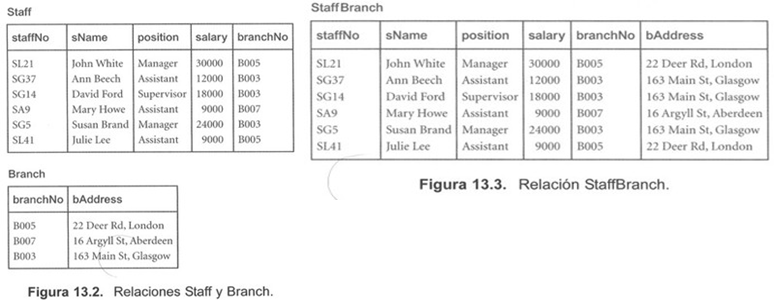 Staff
staffNo sName position salary branchNo
SL21 John White Manager 30000 B005
SG37 Ann Beech Assistant 12000 B003
SG14 David Ford Supervisor 18000 B003
SA9 Mary Howe Assistant 9000 B007
SG5 Susan Brand Manager 24000 B003
SL41 Julie Lee Assistant 9000 B005
Branch
branchNo bAddress
B005 22 Deer Rd, London
B007 16 Argyll St, Aberdeen
B003 163 Main St, Glasgow
Figura 13.2. Relaciones Staff y Branch.
StaffBranch
staffNo sName position salary branchNo bAddress
SL21 John White Manager 30000 B005 22 Deer Rd, London
SG37 Ann Beech Assistant 12000 B003 163 Main St, Glasgow
SG14 David Ford Supervisor 18000 B003 163 Main St, Glasgow
SA9 Mary Howe Assistant 9000 B007 16 Argyll St, Aberdeen
SG5 Susan Brand Manager 24000 B003 163 Main St, Glasgow
SL41 Julie Lee Assistant 9000 B005 22 Deer Rd, London
Figura 13.3. Relación StaffBranch.